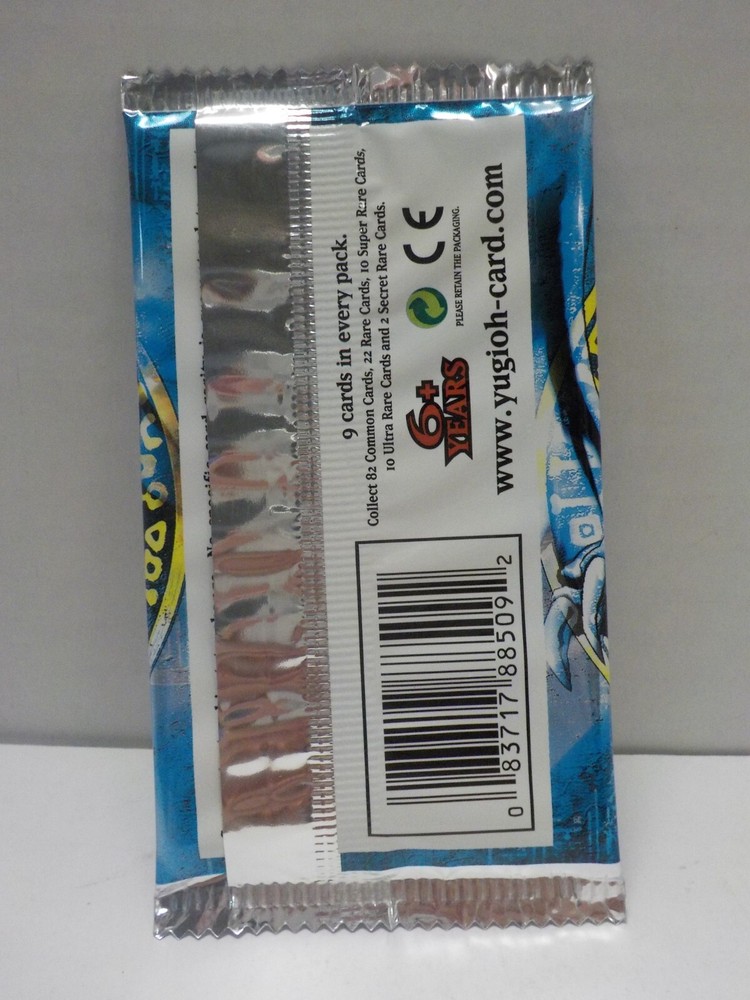 9 cards in every pack.
Collect 82 Common Cards, 22 Rare Cards, 10 Super Rare Cards,
10 Ultra Rare Cards and 2 Secret Rare Cards.
6+
YEARS
CE
PLEASE RETAIN THE PACKAGING.
www.yugioh-card.com
0 83717 88509 2